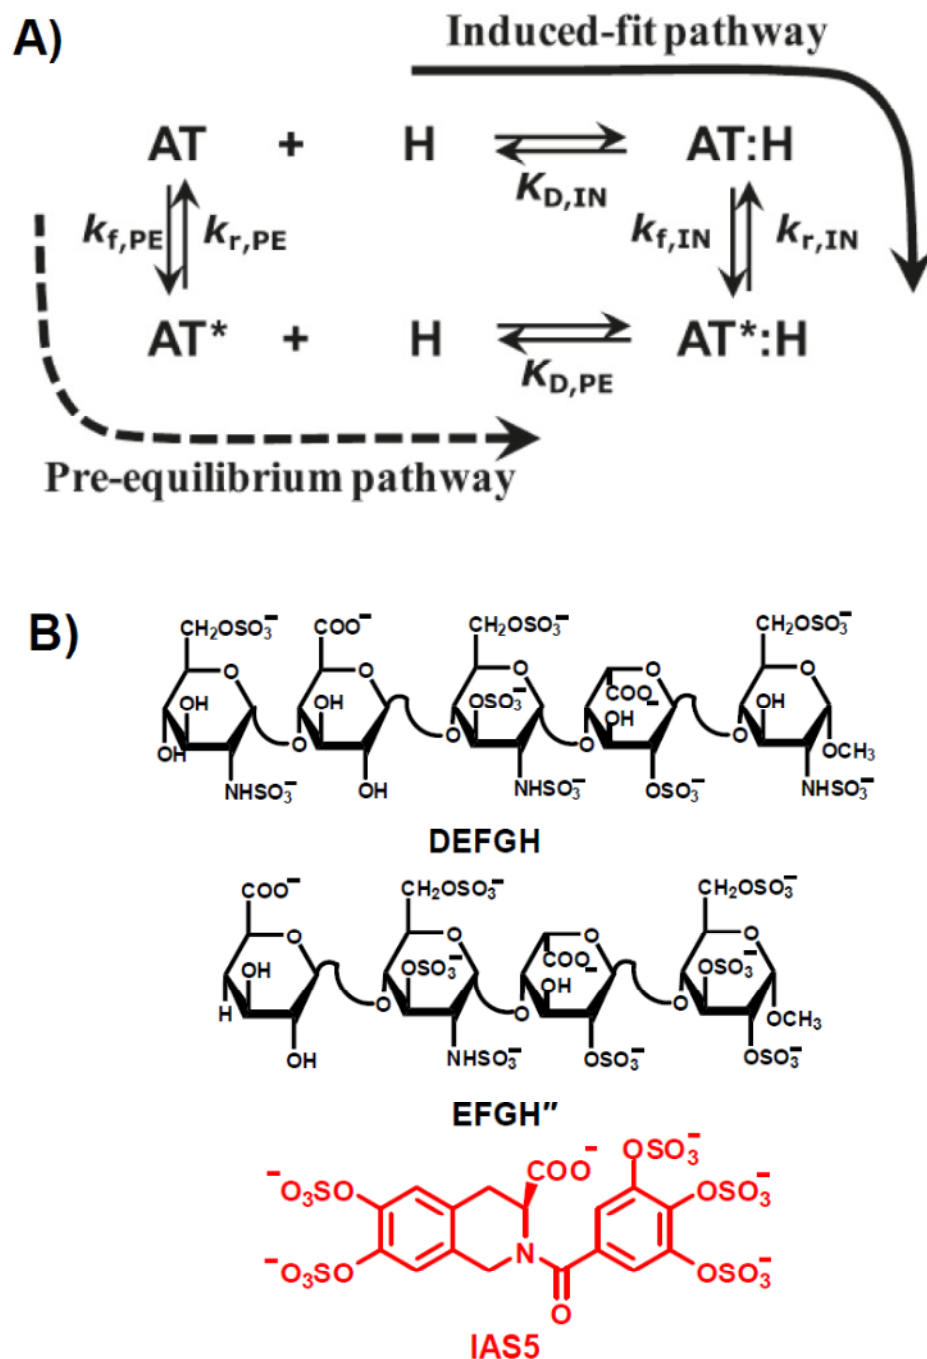 A)
Induced-fit pathway
AT + H AT:H
K_D,IN
k_f,PE k_r,PE k_f,IN k_r,IN
AT* + H AT*:H
K_D,PE
Pre-equilibrium pathway
B)
CH₂OSO₃⁻ COO⁻ CH₂OSO₃⁻ CH₂OSO₃⁻
O O O O O
OH OH OSO₃⁻ COO⁻ OH OH
OH O O O O OCH₃
NHSO₃⁻ OH NHSO₃⁻ OSO₃⁻ NHSO₃⁻
DEFGH
COO⁻ CH₂OSO₃⁻ CH₂OSO₃⁻
O O O O
OH OSO₃⁻ COO⁻ OH OSO₃⁻
H O O O OCH₃
OH NHSO₃⁻ OSO₃⁻ OSO₃⁻
EFGH″
COO⁻ OSO₃⁻
⁻O₃SO OSO₃⁻
⁻O₃SO N OSO₃⁻
O
IAS5